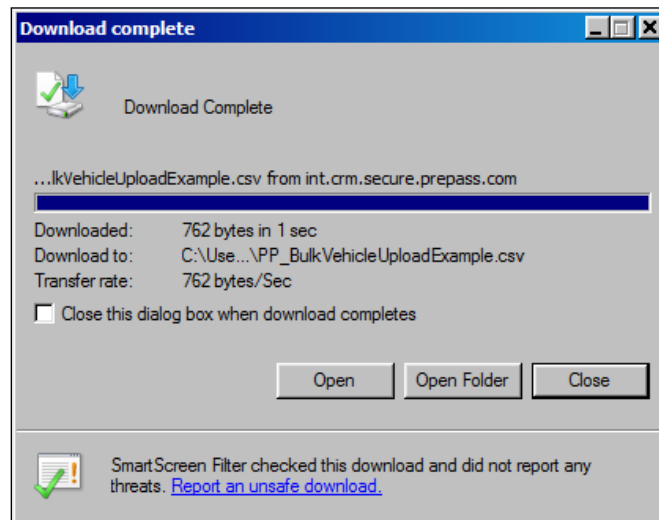 Download complete
Download Complete
...lkVehicleUploadExample.csv from int.crm.secure.prepass.com
Downloaded: 762 bytes in 1 sec
Download to: C:\Use...\PP_BulkVehicleUploadExample.csv
Transfer rate: 762 bytes/Sec
Close this dialog box when download completes
Open Open Folder Close
SmartScreen Filter checked this download and did not report any
threats. Report an unsafe download.